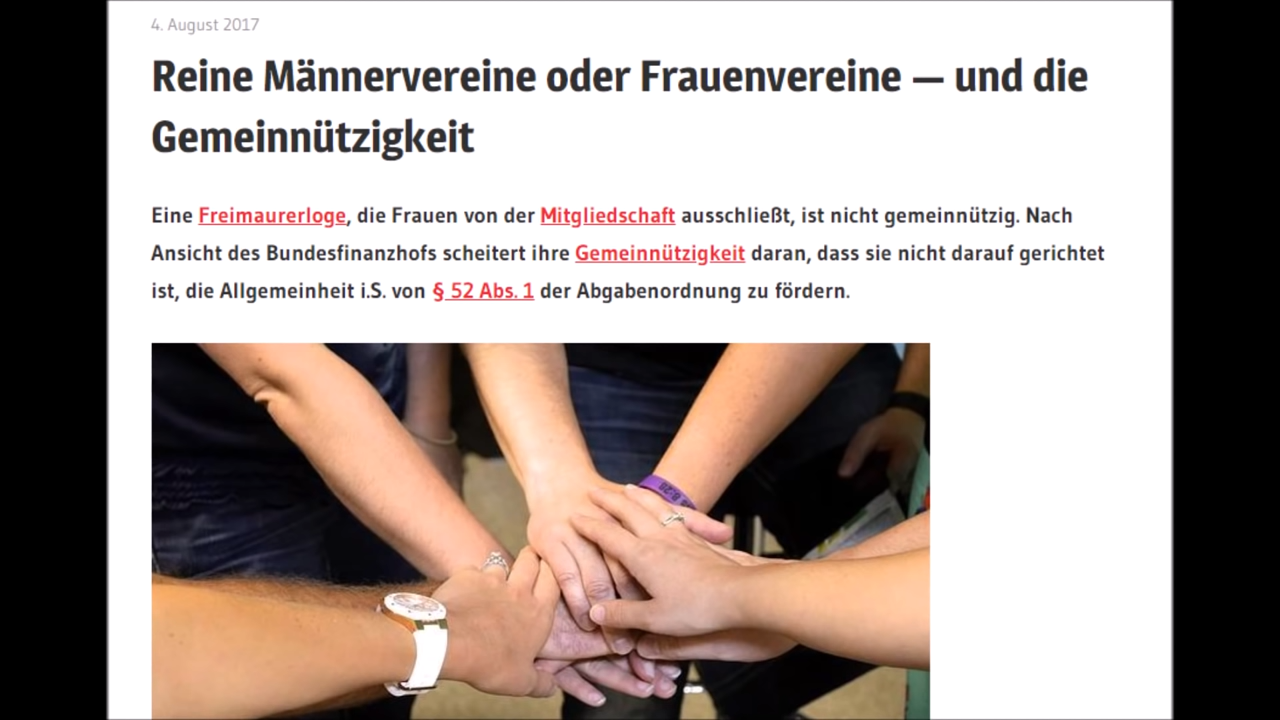 4. August 2017
Reine Männervereine oder Frauenvereine — und die
Gemeinnützigkeit
Eine Freimaurerloge, die Frauen von der Mitgliedschaft ausschließt, ist nicht gemeinnützig. Nach
Ansicht des Bundesfinanzhofs scheitert ihre Gemeinnützigkeit daran, dass sie nicht darauf gerichtet
ist, die Allgemeinheit i.S. von § 52 Abs. 1 der Abgabenordnung zu fördern.